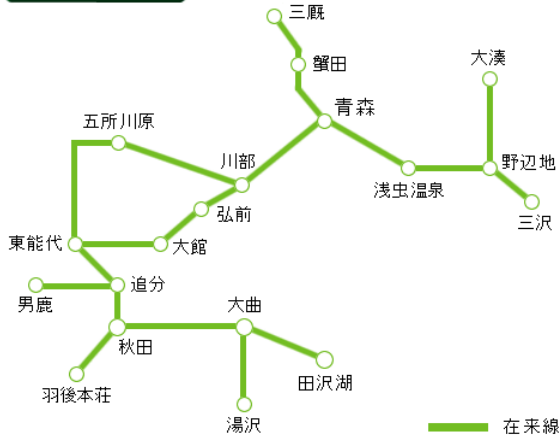 三厩
蟹田
大湊
青森
五所川原
川部
野辺地
浅虫温泉
弘前
三沢
東能代
大館
追分
男鹿
大曲
秋田
田沢湖
羽後本荘
湯沢
在来線